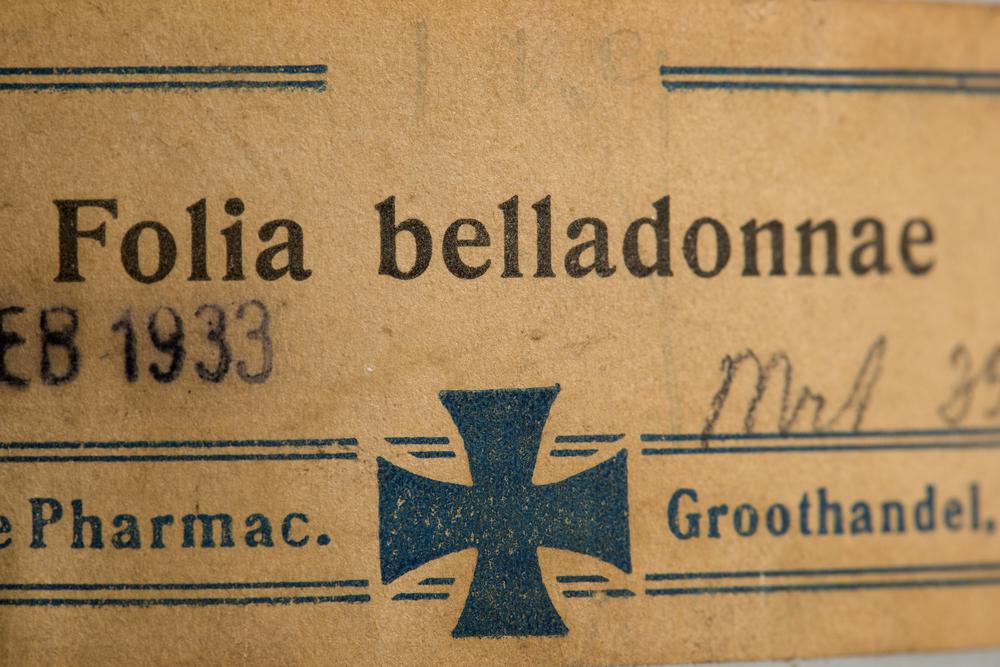 Folia belladonnae
EB 1933
e Pharmac. Groothandel,